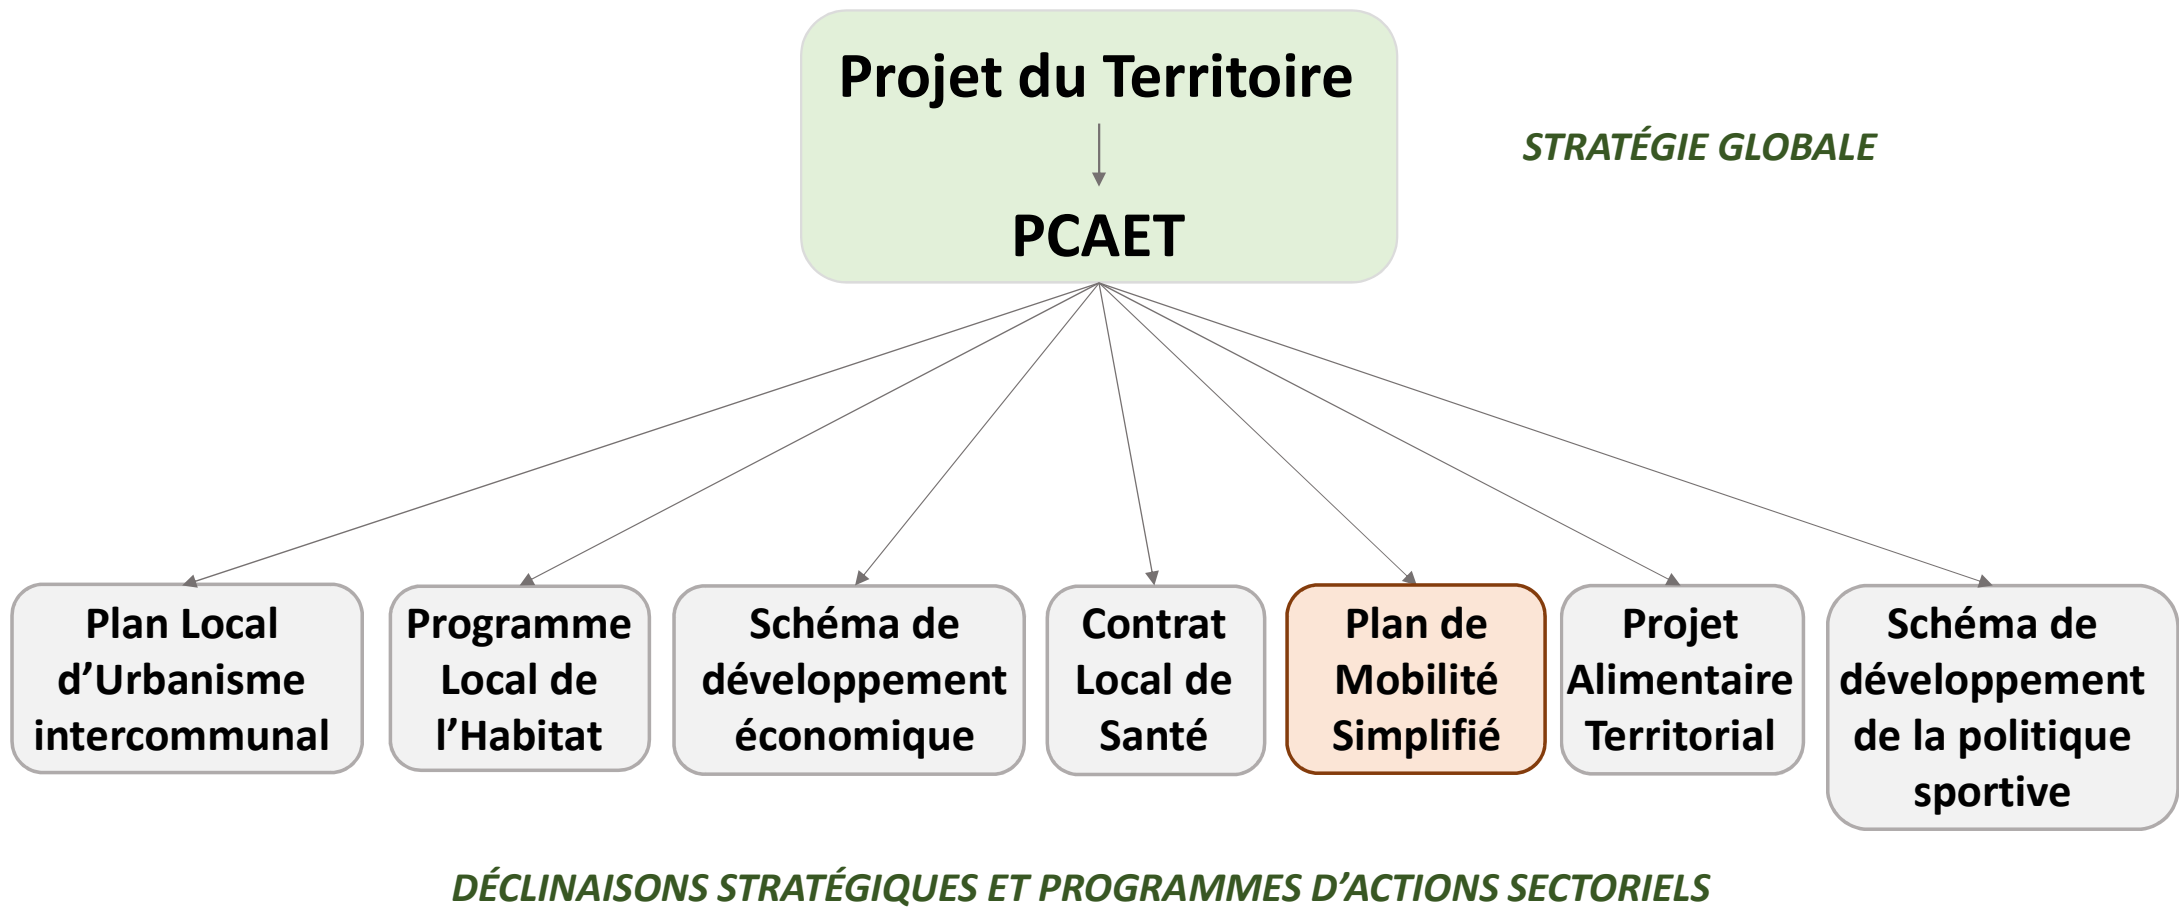 Projet du Territoire
STRATÉGIE GLOBALE
PCAET
Plan Local
d’Urbanisme
intercommunal
Programme
Local de
l’Habitat
Schéma de
développement
économique
Contrat
Local de
Santé
Plan de
Mobilité
Simplifié
Projet
Alimentaire
Territorial
Schéma de
développement
de la politique
sportive
DÉCLINAISONS STRATÉGIQUES ET PROGRAMMES D’ACTIONS SECTORIELS